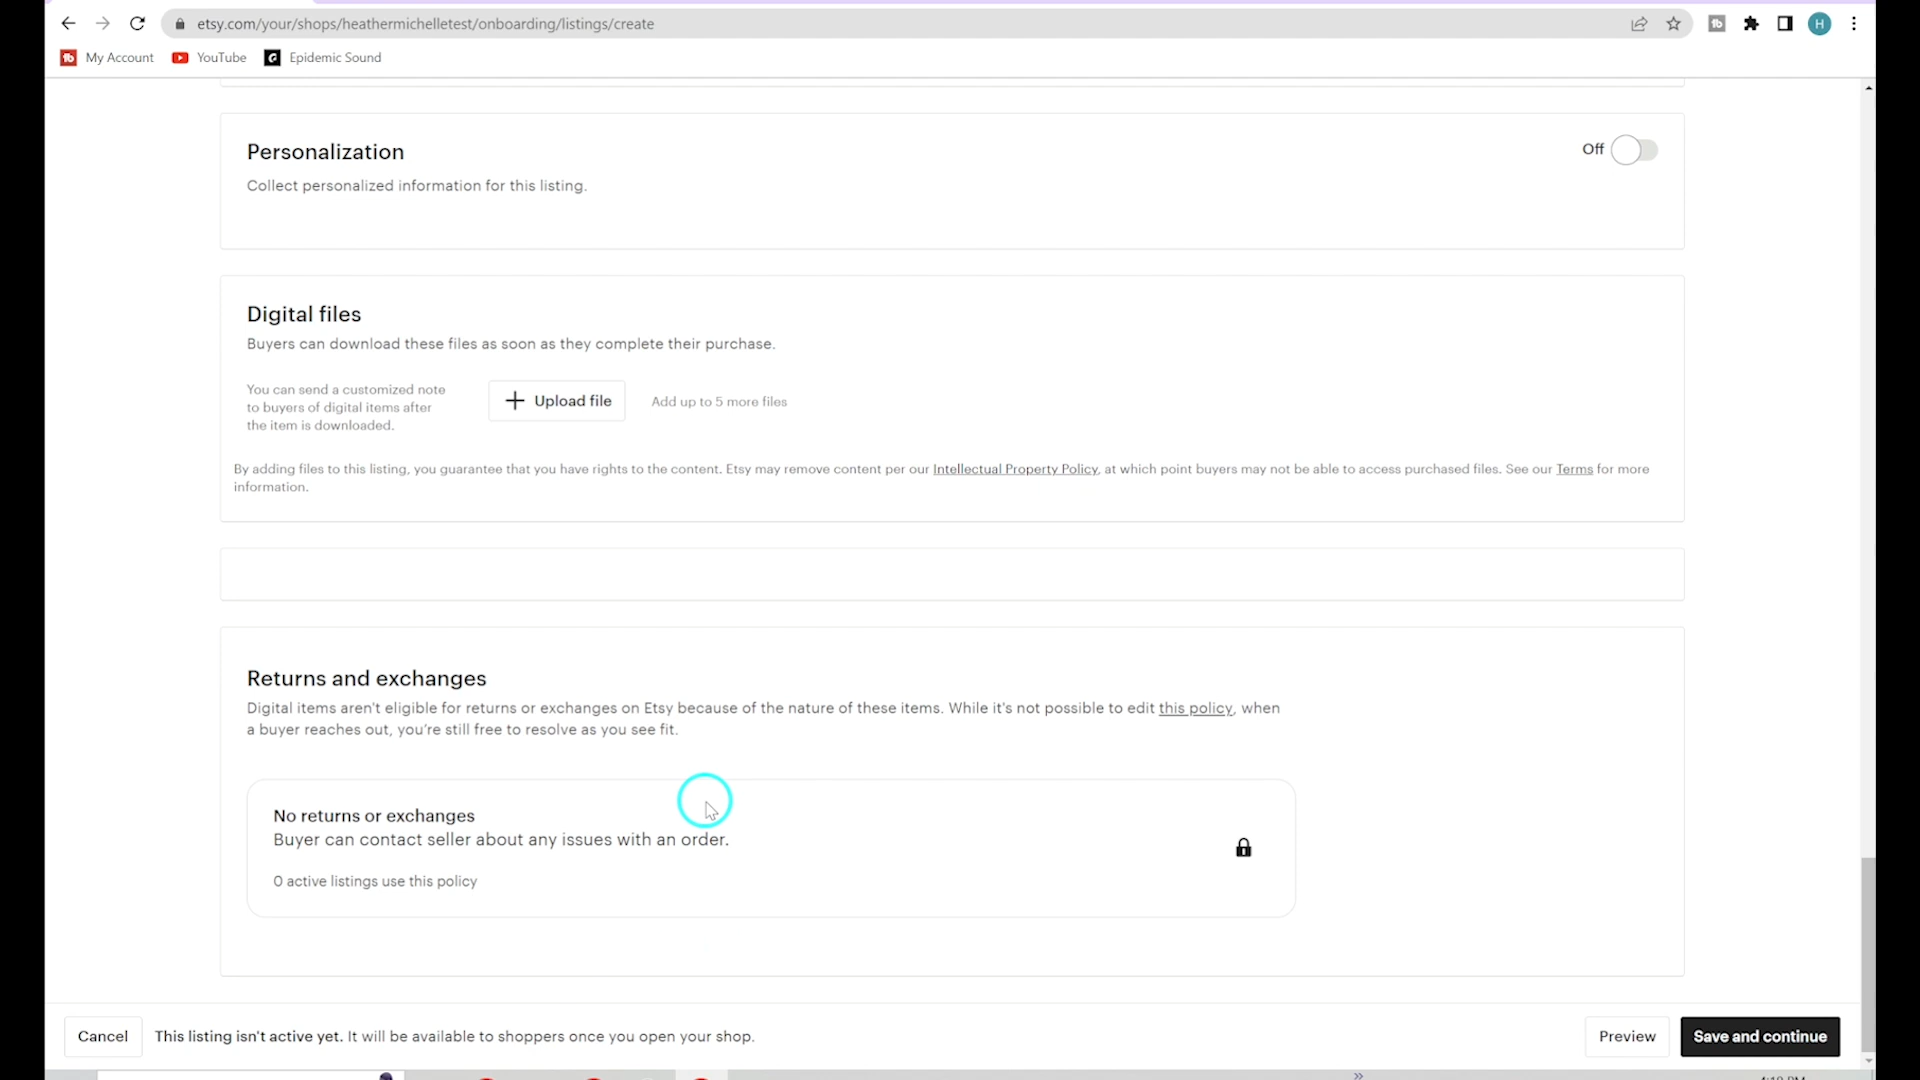 etsy.com/your/shops/heathermichelletest/onboarding/listings/create
H
My Account YouTube Epidemic Sound
Personalization
Off
Collect personalized information for this listing.
Digital files
Buyers can download these files as soon as they complete their purchase.
You can send a customized note
to buyers of digital items after
the item is downloaded.
+ Upload file
Add up to 5 more files
By adding files to this listing, you guarantee that you have rights to the content. Etsy may remove content per our Intellectual Property Policy, at which point buyers may not be able to access purchased files. See our Terms for more
information.
Returns and exchanges
Digital items aren't eligible for returns or exchanges on Etsy because of the nature of these items. While it's not possible to edit this policy, when
a buyer reaches out, you're still free to resolve as you see fit.
No returns or exchanges
Buyer can contact seller about any issues with an order.
0 active listings use this policy
Cancel
This listing isn't active yet. It will be available to shoppers once you open your shop.
Preview
Save and continue